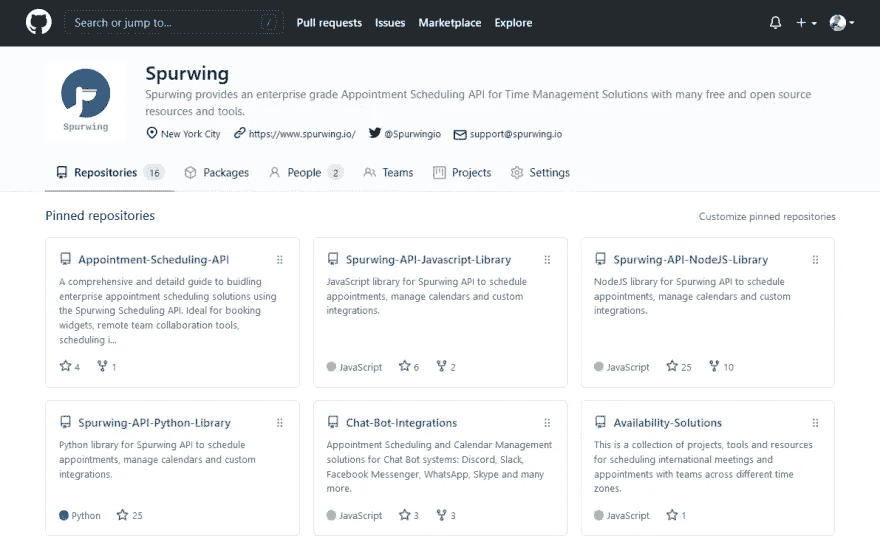 Search or jump to... / Pull requests Issues Marketplace Explore
Spurwing
Spurwing provides an enterprise grade Appointment Scheduling API for Time Management Solutions with many free and open source
resources and tools.
Spurwing
New York City https://www.spurwing.io/ @Spurwingio support@spurwing.io
Repositories 16 Packages People 2 Teams Projects Settings
Pinned repositories Customize pinned repositories
Appointment-Scheduling-API
A comprehensive and detaild guide to buidling
enterprise appointment scheduling solutions using
the Spurwing Scheduling API. Ideal for booking
widgets, remote team collaboration tools,
scheduling i...
4 1
Spurwing-API-Javascript-Library
JavaScript library for Spurwing API to schedule
appointments, manage calendars and custom
integrations.
JavaScript 6 2
Spurwing-API-NodeJS-Library
NodeJS library for Spurwing API to schedule
appointments, manage calendars and custom
integrations.
JavaScript 25 10
Spurwing-API-Python-Library
Python library for Spurwing API to schedule
appointments, manage calendars and custom
integrations.
Python 25
Chat-Bot-Integrations
Appointment Scheduling and Calendar Management
solutions for Chat Bot systems: Discord, Slack,
Facebook Messenger, WhatsApp, Skype and many
more.
JavaScript 3 3
Availability-Solutions
This is a collection of projects, tools and resources
for scheduling international meetings and
appointments with teams across different time
zones.
JavaScript 1